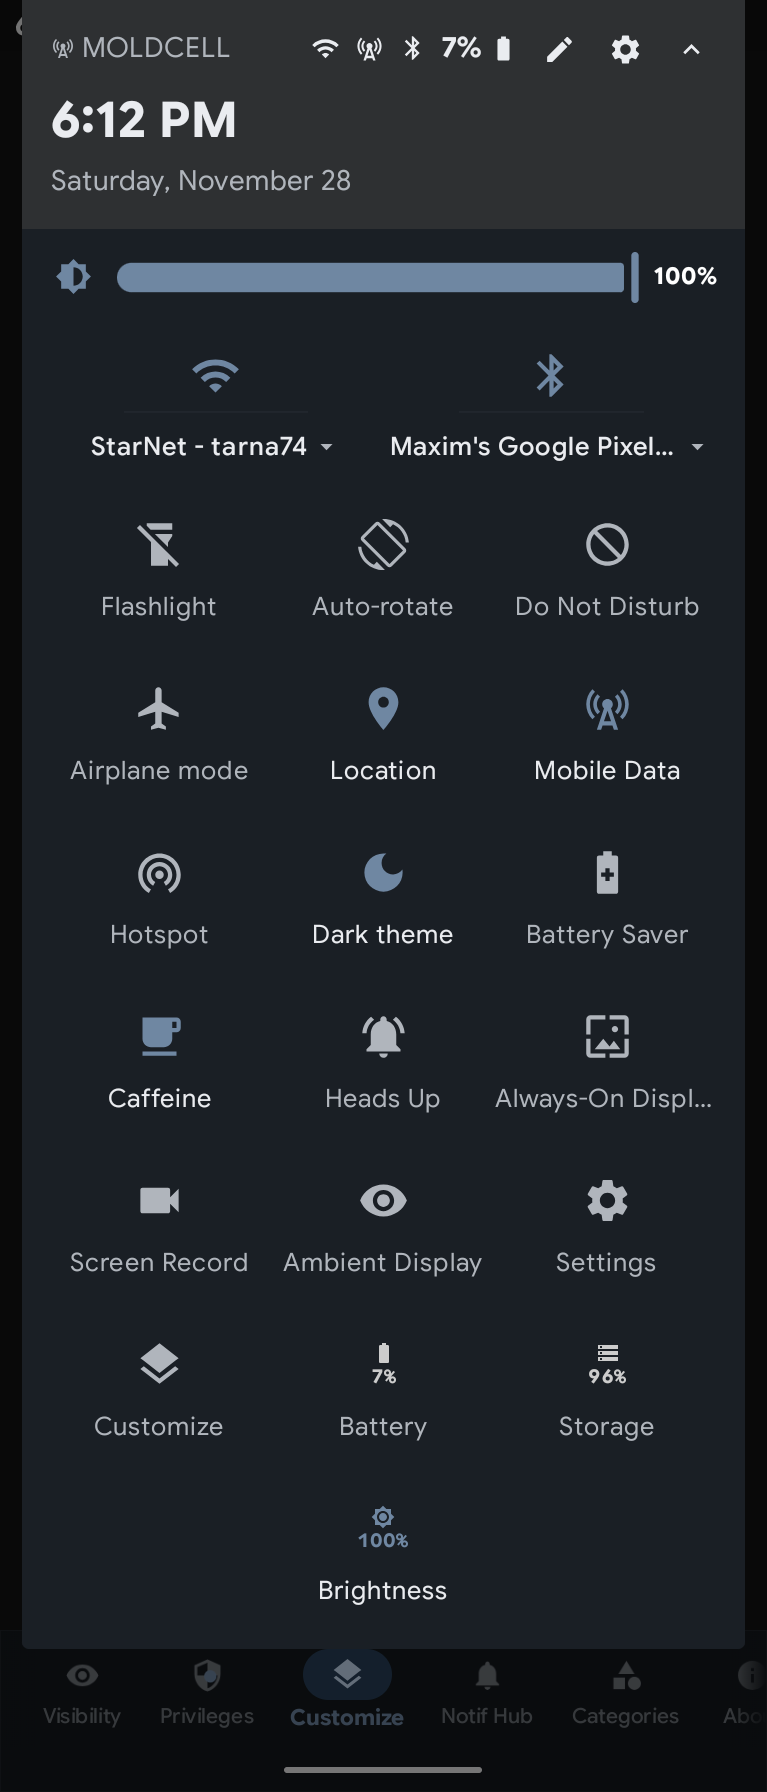 MOLDCELL 7%
6:12 PM
Saturday, November 28
100%
StarNet - tarna74 Maxim's Google Pixel...
Flashlight Auto-rotate Do Not Disturb
Airplane mode Location Mobile Data
Hotspot Dark theme Battery Saver
Caffeine Heads Up Always-On Displ...
Screen Record Ambient Display Settings
7% 96%
Customize Battery Storage
100%
Brightness
Visibility Privileges Customize Notif Hub Categories Abo